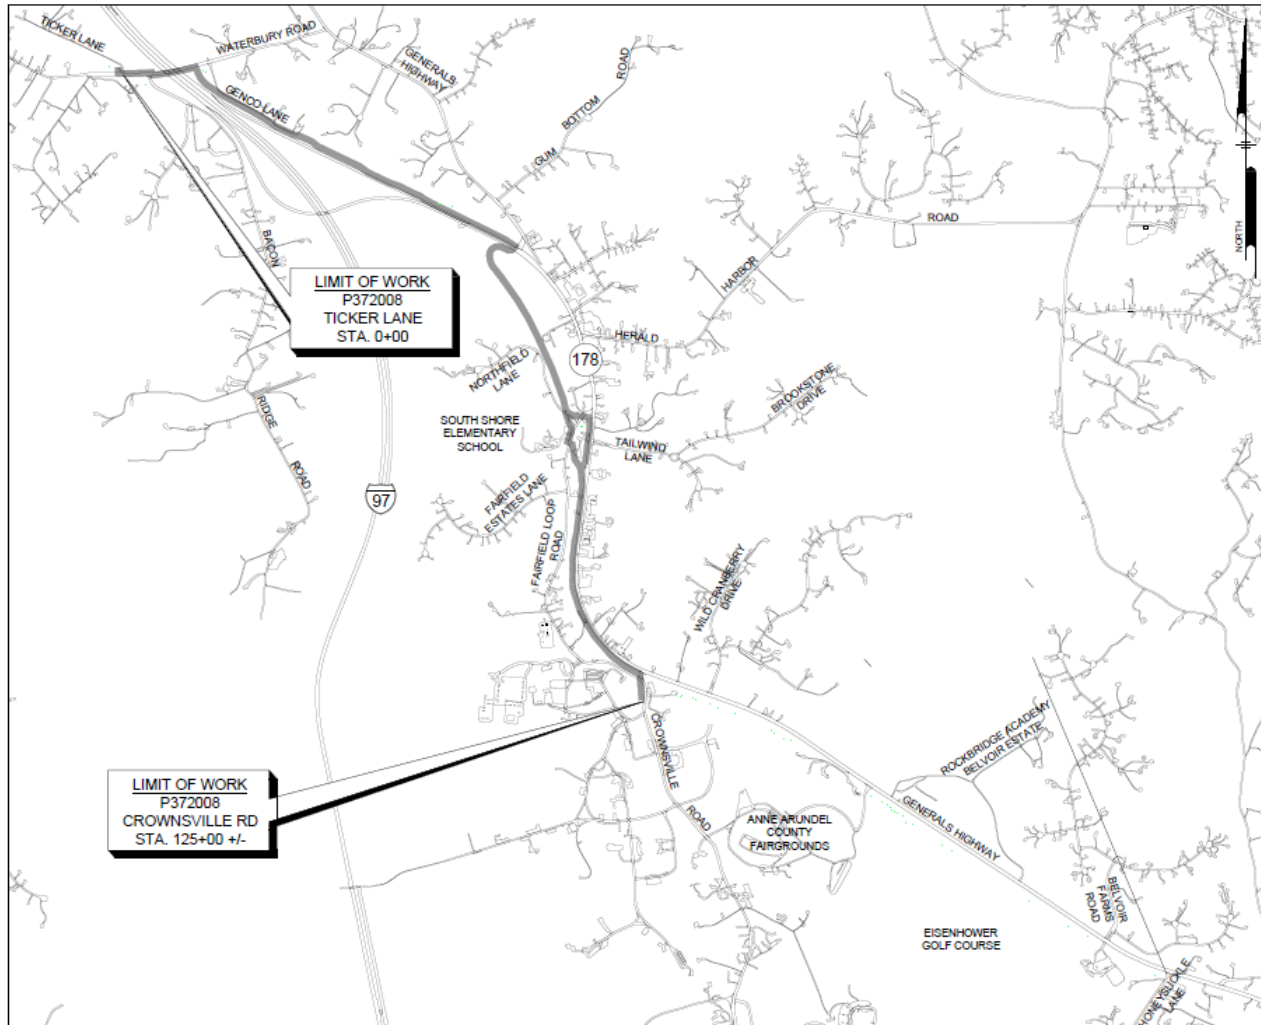 TICKER LANE
WATERBURY ROAD
GENERALS
HIGHWAY
ROAD
BOTTOM
GUM
GENCO LANE
NORTH
BACON
ROAD
HARBOR
LIMIT OF WORK
P372008
TICKER LANE
STA. 0+00
HERALD
178
NORTHFIELD
LANE
BROOKSTONE
DRIVE
RIDGE
ROAD
SOUTH SHORE
ELEMENTARY
SCHOOL
TAILWIND
LANE
97
FAIRFIELD
ESTATES LANE
FAIRFIELD LOOP
ROAD
WILD CRANBERRY
DRIVE
LIMIT OF WORK
P372008
CROWNSVILLE RD
STA. 125+00 +/-
CROWNSVILLE
ROAD
ROCKBRIDGE ACADEMY
BELVOIR ESTATE
ANNE ARUNDEL
COUNTY
FAIRGROUNDS
GENERALS HIGHWAY
BELVOIR
FARMS
ROAD
EISENHOWER
GOLF COURSE
HONEYSUCKLE
LANE